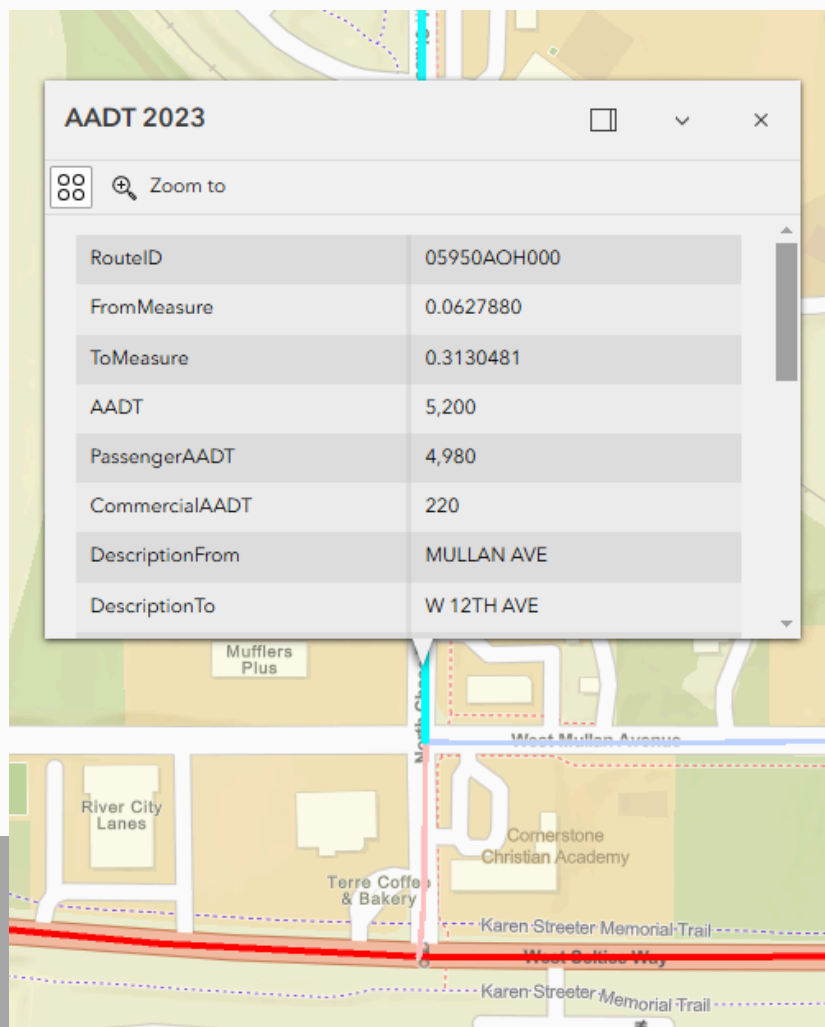 AADT 2023
Zoom to
RouteID 05950AOH000
FromMeasure 0.0627880
ToMeasure 0.3130481
AADT 5,200
PassengerAADT 4,980
CommercialAADT 220
DescriptionFrom MULLAN AVE
DescriptionTo W 12TH AVE
Mufflers
Plus
North
West Mullan Avenue
River City
Lanes
Cornerstone
Christian Academy
Terre Coffee
& Bakery
Karen Streeter Memorial Trail
West Seltice Way
Karen Streeter Memorial Trail